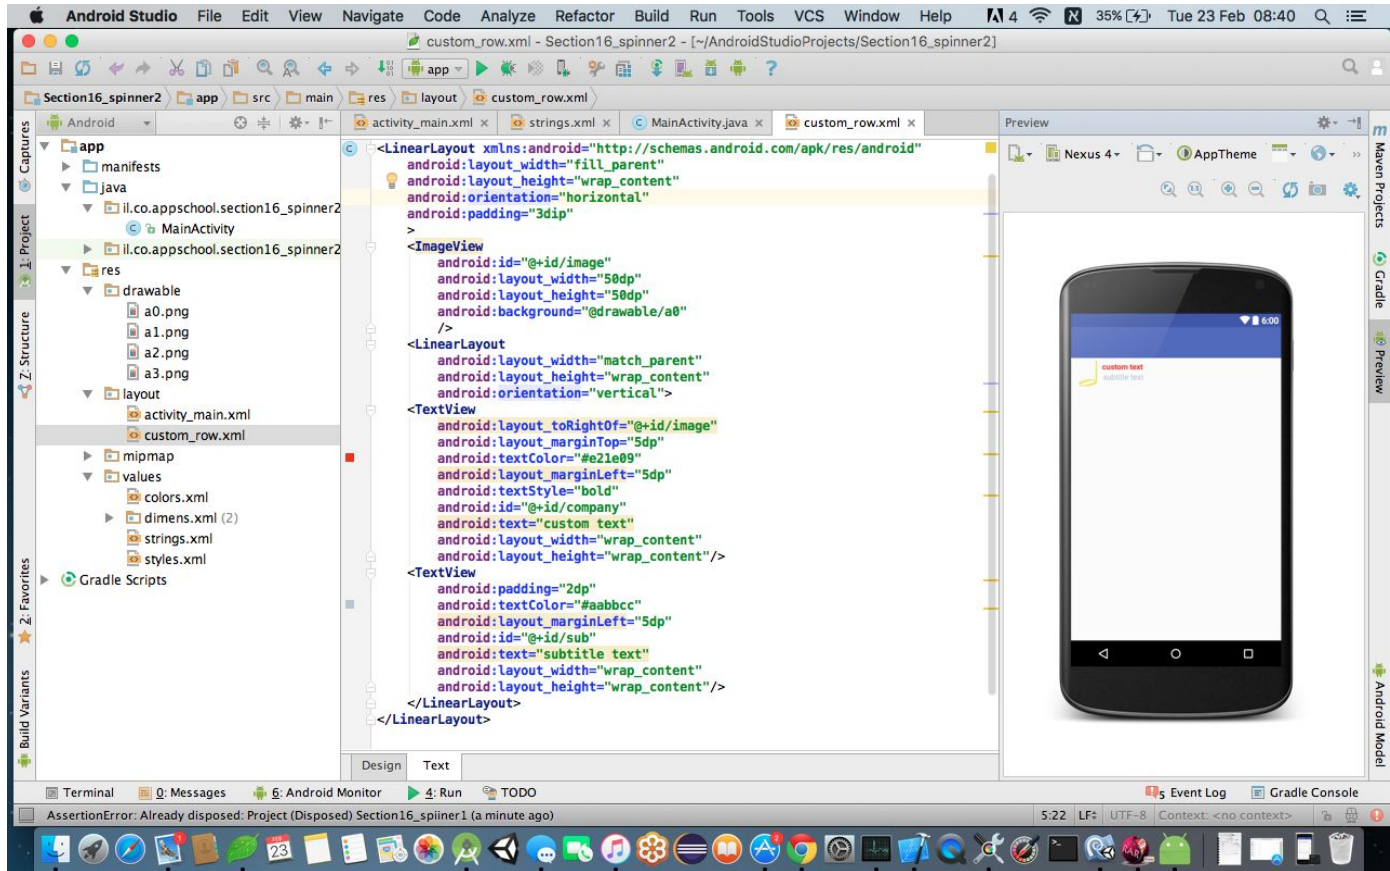 Android Studio File Edit View Navigate Code Analyze Refactor Build Run Tools VCS Window Help 4 35% Tue 23 Feb 08:40
custom_row.xml - Section16_spinner2 - [~/AndroidStudioProjects/Section16_spinner2]
app
Section16_spinner2 app src main res layout custom_row.xml
Android
activity_main.xml strings.xml MainActivity.java custom_row.xml
Preview
Captures
1: Project
Z: Structure
2: Favorites
Build Variants
app
manifests
java
il.co.appschool.section16_spinner2
MainActivity
il.co.appschool.section16_spinner2
res
drawable
a0.png
a1.png
a2.png
a3.png
layout
activity_main.xml
custom_row.xml
mipmap
values
colors.xml
dimens.xml (2)
strings.xml
styles.xml
Gradle Scripts
<LinearLayout xmlns:android="http://schemas.android.com/apk/res/android"
android:layout_width="fill_parent"
android:layout_height="wrap_content"
android:orientation="horizontal"
android:padding="3dip"
>
<ImageView
android:id="@+id/image"
android:layout_width="50dp"
android:layout_height="50dp"
android:background="@drawable/a0"
/>
<LinearLayout
android:layout_width="match_parent"
android:layout_height="wrap_content"
android:orientation="vertical">
<TextView
android:layout_toRightOf="@+id/image"
android:layout_marginTop="5dp"
android:textColor="#e21e09"
android:layout_marginLeft="5dp"
android:textStyle="bold"
android:id="@+id/company"
android:text="custom text"
android:layout_width="wrap_content"
android:layout_height="wrap_content"/>
<TextView
android:padding="2dp"
android:textColor="#aabbcc"
android:layout_marginLeft="5dp"
android:id="@+id/sub"
android:text="subtitle text"
android:layout_width="wrap_content"
android:layout_height="wrap_content"/>
</LinearLayout>
</LinearLayout>
Design Text
Nexus 4 AppTheme
6:00
custom text
subtitle text
Maven Projects
Gradle
Preview
Android Model
Terminal 0: Messages 6: Android Monitor 4: Run TODO
5 Event Log Gradle Console
AssertionError: Already disposed: Project (Disposed) Section16_spiiner1 (a minute ago)
5:22 LF UTF-8 Context: <no context>
23